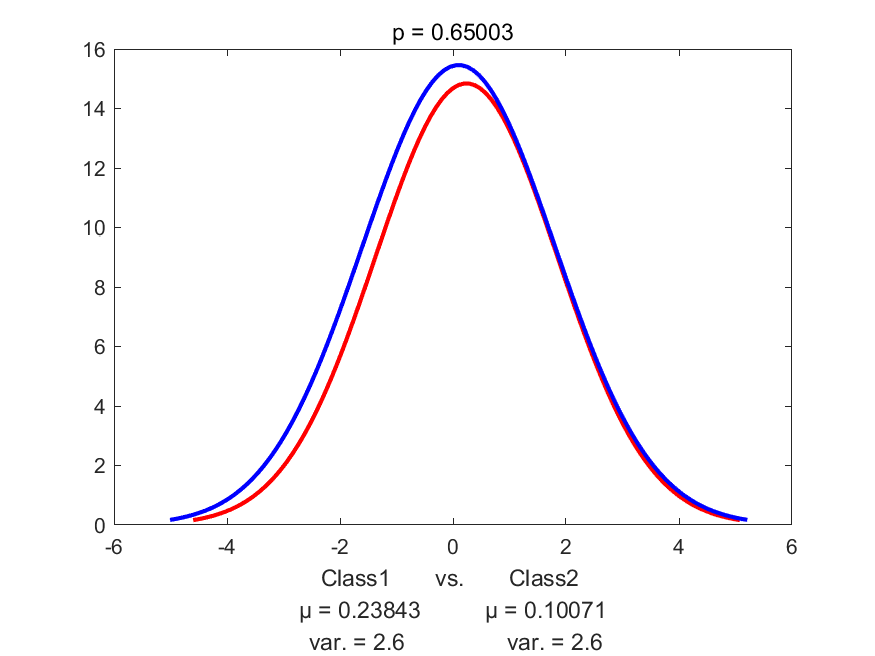 p = 0.65003
16
14
12
10
8
6
4
2
0
-6 -4 -2 0 2 4 6
Class1 vs. Class2
μ = 0.23843 μ = 0.10071
var. = 2.6 var. = 2.6